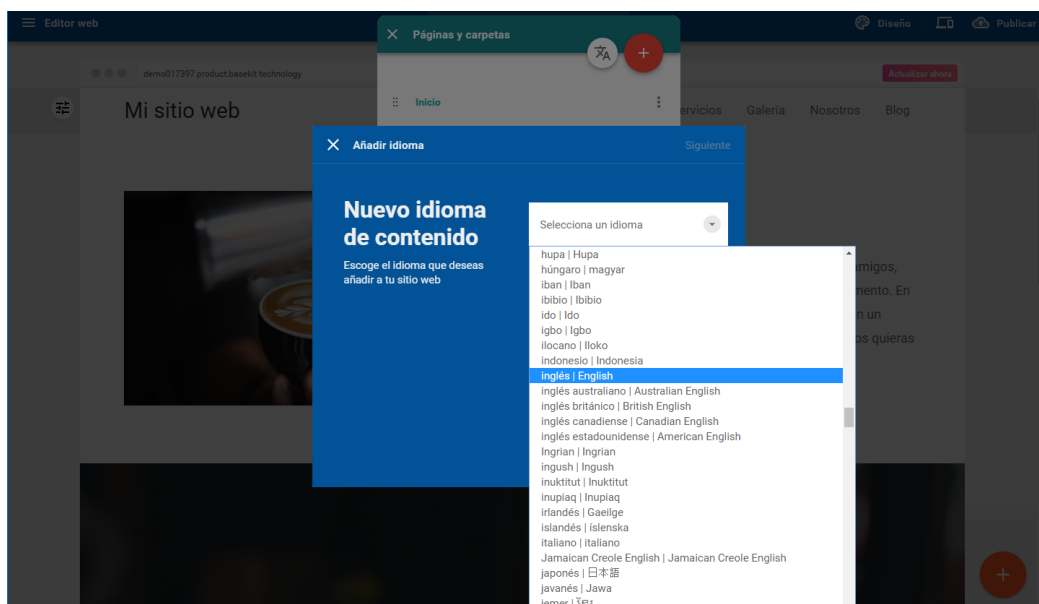 Editor web
Diseño
Publicar
Páginas y carpetas
demo017397.product.basekit.technology
Actualizar ahora
Inicio
Mi sitio web
ervicios
Galeria
Nosotros
Blog
Añadir idioma
Siguiente
Nuevo idioma
de contenido
Escoge el idioma que deseas
añadir a tu sitio web
Selecciona un idioma
hupa | Hupa
húngaro | magyar
iban | Iban
ibibio | Ibibio
ido | Ido
igbo | Igbo
ilocano | Iloko
indonesio | Indonesia
inglés | English
inglés australiano | Australian English
inglés británico | British English
inglés canadiense | Canadian English
inglés estadounidense | American English
Ingrian | Ingrian
ingush | Ingush
inuktitut | Inuktitut
inupiaq | Inupiaq
irlandés | Gaeilge
islandés | íslenska
italiano | italiano
Jamaican Creole English | Jamaican Creole English
japonés | 日本語
javanés | Jawa
jemer |
migos,
mento. En
n un
os quieras